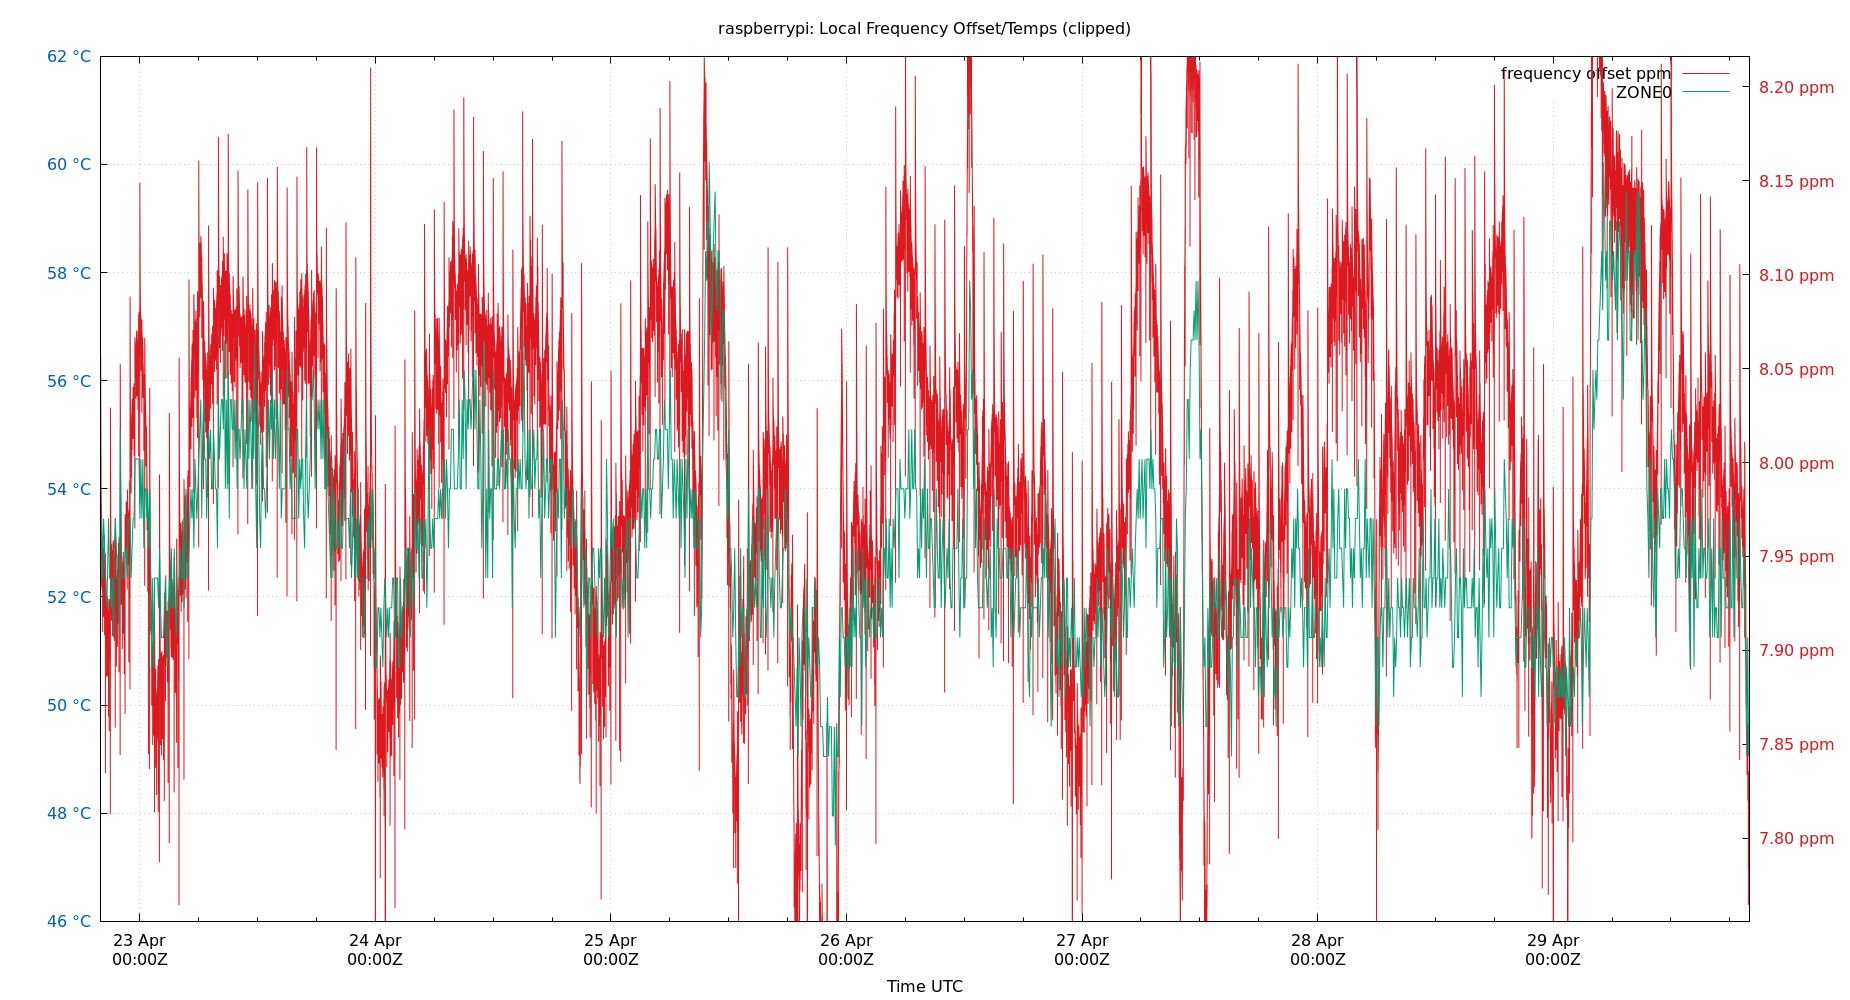 raspberrypi: Local Frequency Offset/Temps (clipped)
62 °C
60 °C
58 °C
56 °C
54 °C
52 °C
50 °C
48 °C
46 °C
frequency offset ppm
ZONE0
8.20 ppm
8.15 ppm
8.10 ppm
8.05 ppm
8.00 ppm
7.95 ppm
7.90 ppm
7.85 ppm
7.80 ppm
23 Apr 24 Apr 25 Apr 26 Apr 27 Apr 28 Apr 29 Apr
00:00Z 00:00Z 00:00Z 00:00Z 00:00Z 00:00Z 00:00Z
Time UTC